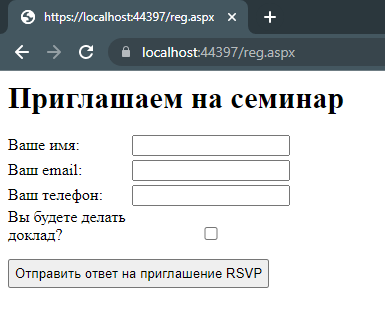 https://localhost:44397/reg.aspx
localhost:44397/reg.aspx
Приглашаем на семинар
Ваше имя:
Ваш email:
Ваш телефон:
Вы будете делать
доклад?
Отправить ответ на приглашение RSVP